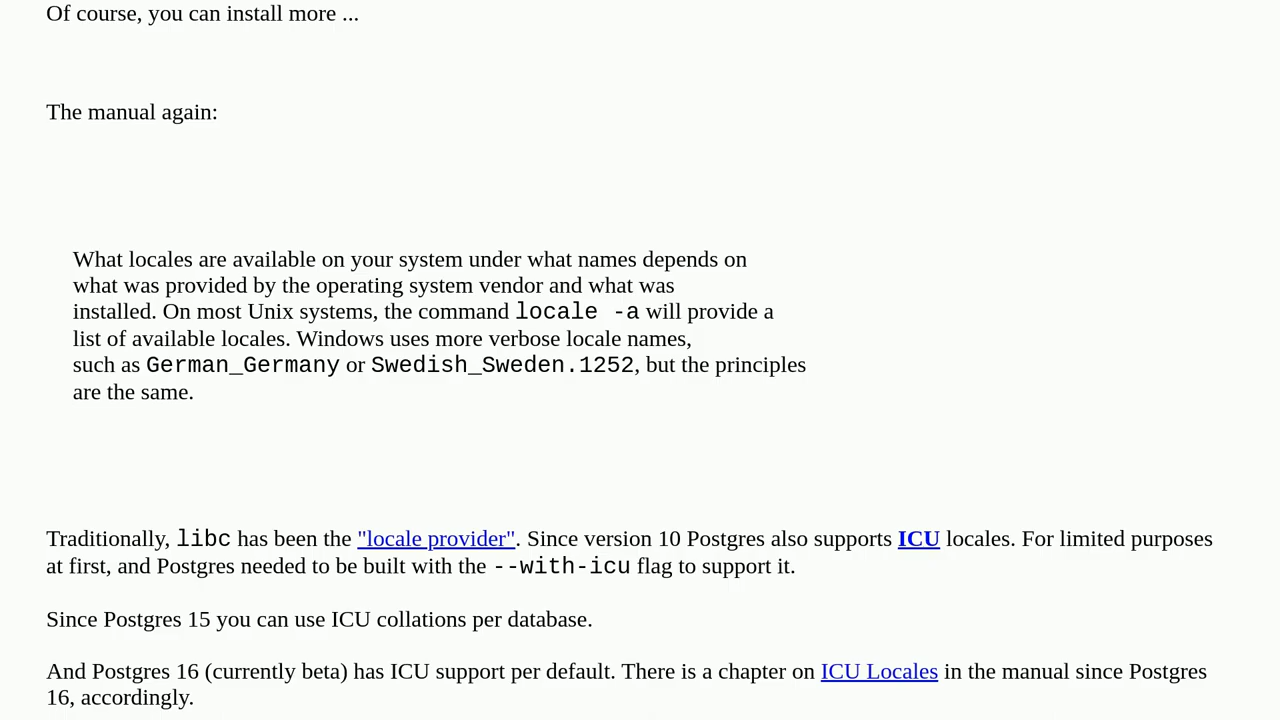 Of course, you can install more ...
The manual again:
What locales are available on your system under what names depends on
what was provided by the operating system vendor and what was
installed. On most Unix systems, the command locale -a will provide a
list of available locales. Windows uses more verbose locale names,
such as German_Germany or Swedish_Sweden.1252, but the principles
are the same.
Traditionally, libc has been the "locale provider". Since version 10 Postgres also supports ICU locales. For limited purposes
at first, and Postgres needed to be built with the --with-icu flag to support it.
Since Postgres 15 you can use ICU collations per database.
And Postgres 16 (currently beta) has ICU support per default. There is a chapter on ICU Locales in the manual since Postgres
16, accordingly.